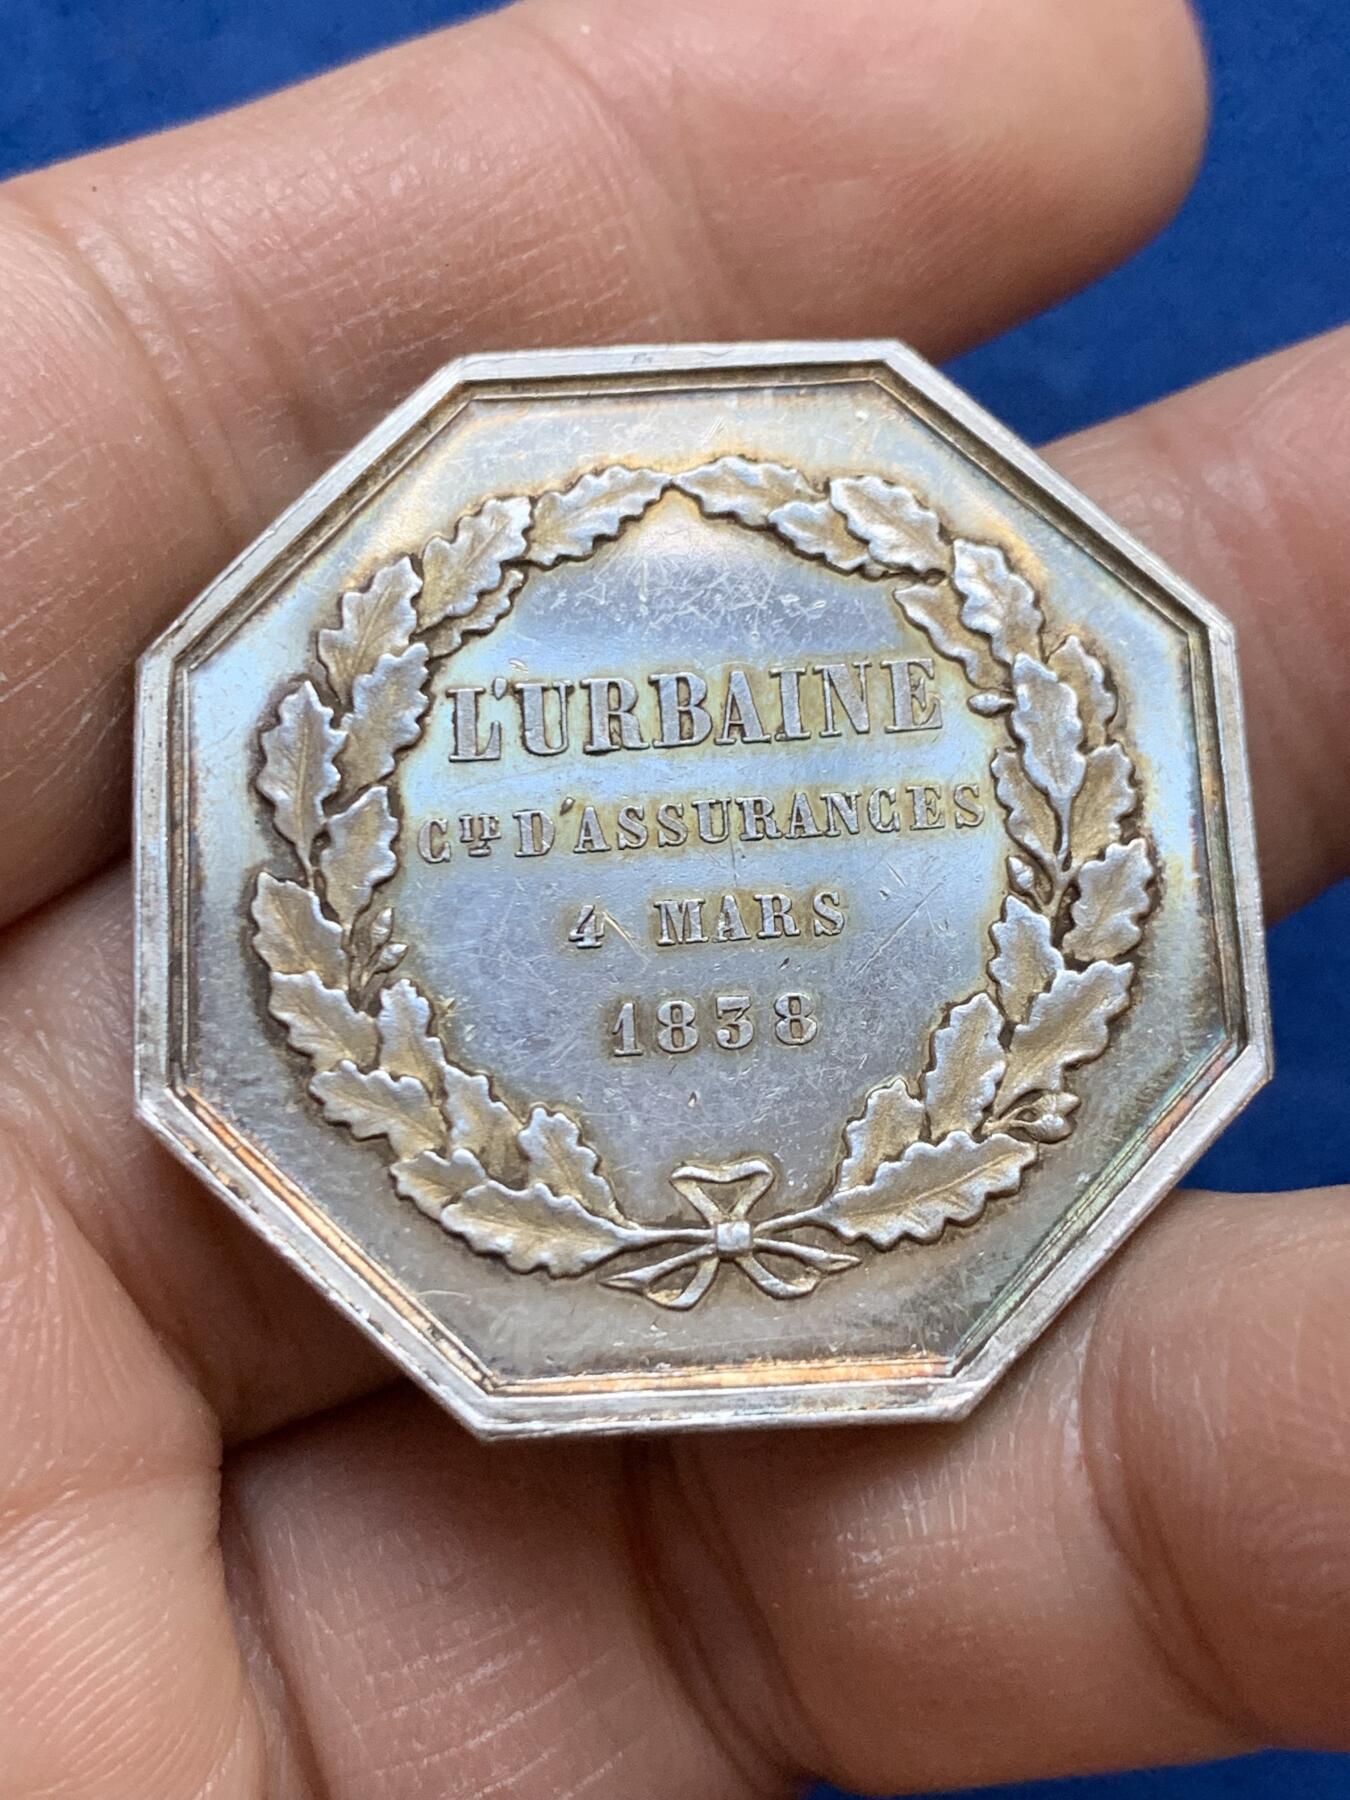 L'URBAINE
CIE D'ASSURANCES
4 MARS
1838